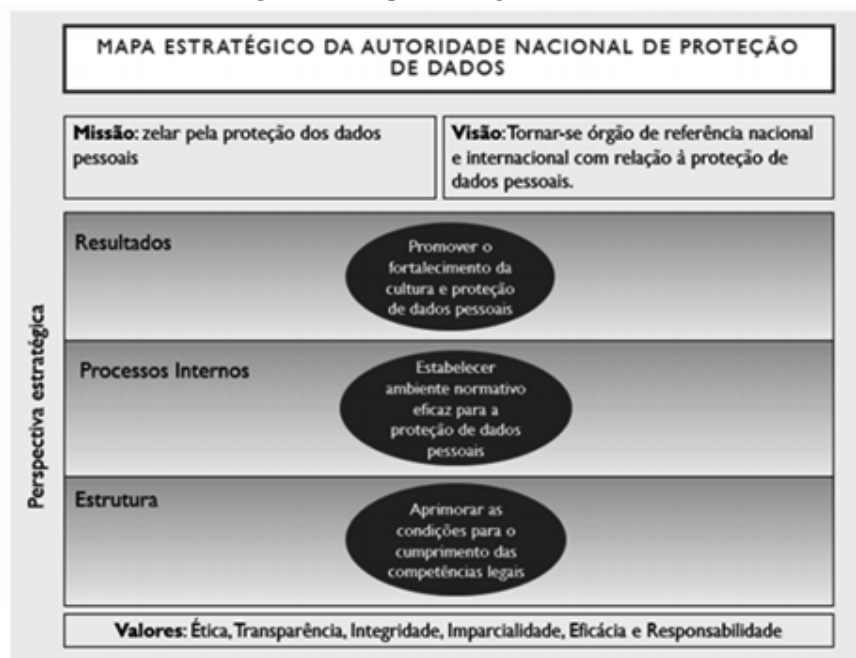 MAPA ESTRATÉGICO DA AUTORIDADE NACIONAL DE PROTEÇÃO
DE DADOS
Missão: zelar pela proteção dos dados
pessoais
Visão: Tornar-se órgão de referência nacional
e internacional com relação à proteção de
dados pessoais.
Perspectiva estratégica
Resultados
Promover o
fortalecimento da
cultura e proteção
de dados pessoais
Processos Internos
Estabelecer
ambiente normativo
eficaz para a
proteção de dados
pessoais
Estrutura
Aprimorar as
condições para o
cumprimento das
competências legais
Valores: Ética, Transparência, Integridade, Imparcialidade, Eficácia e Responsabilidade